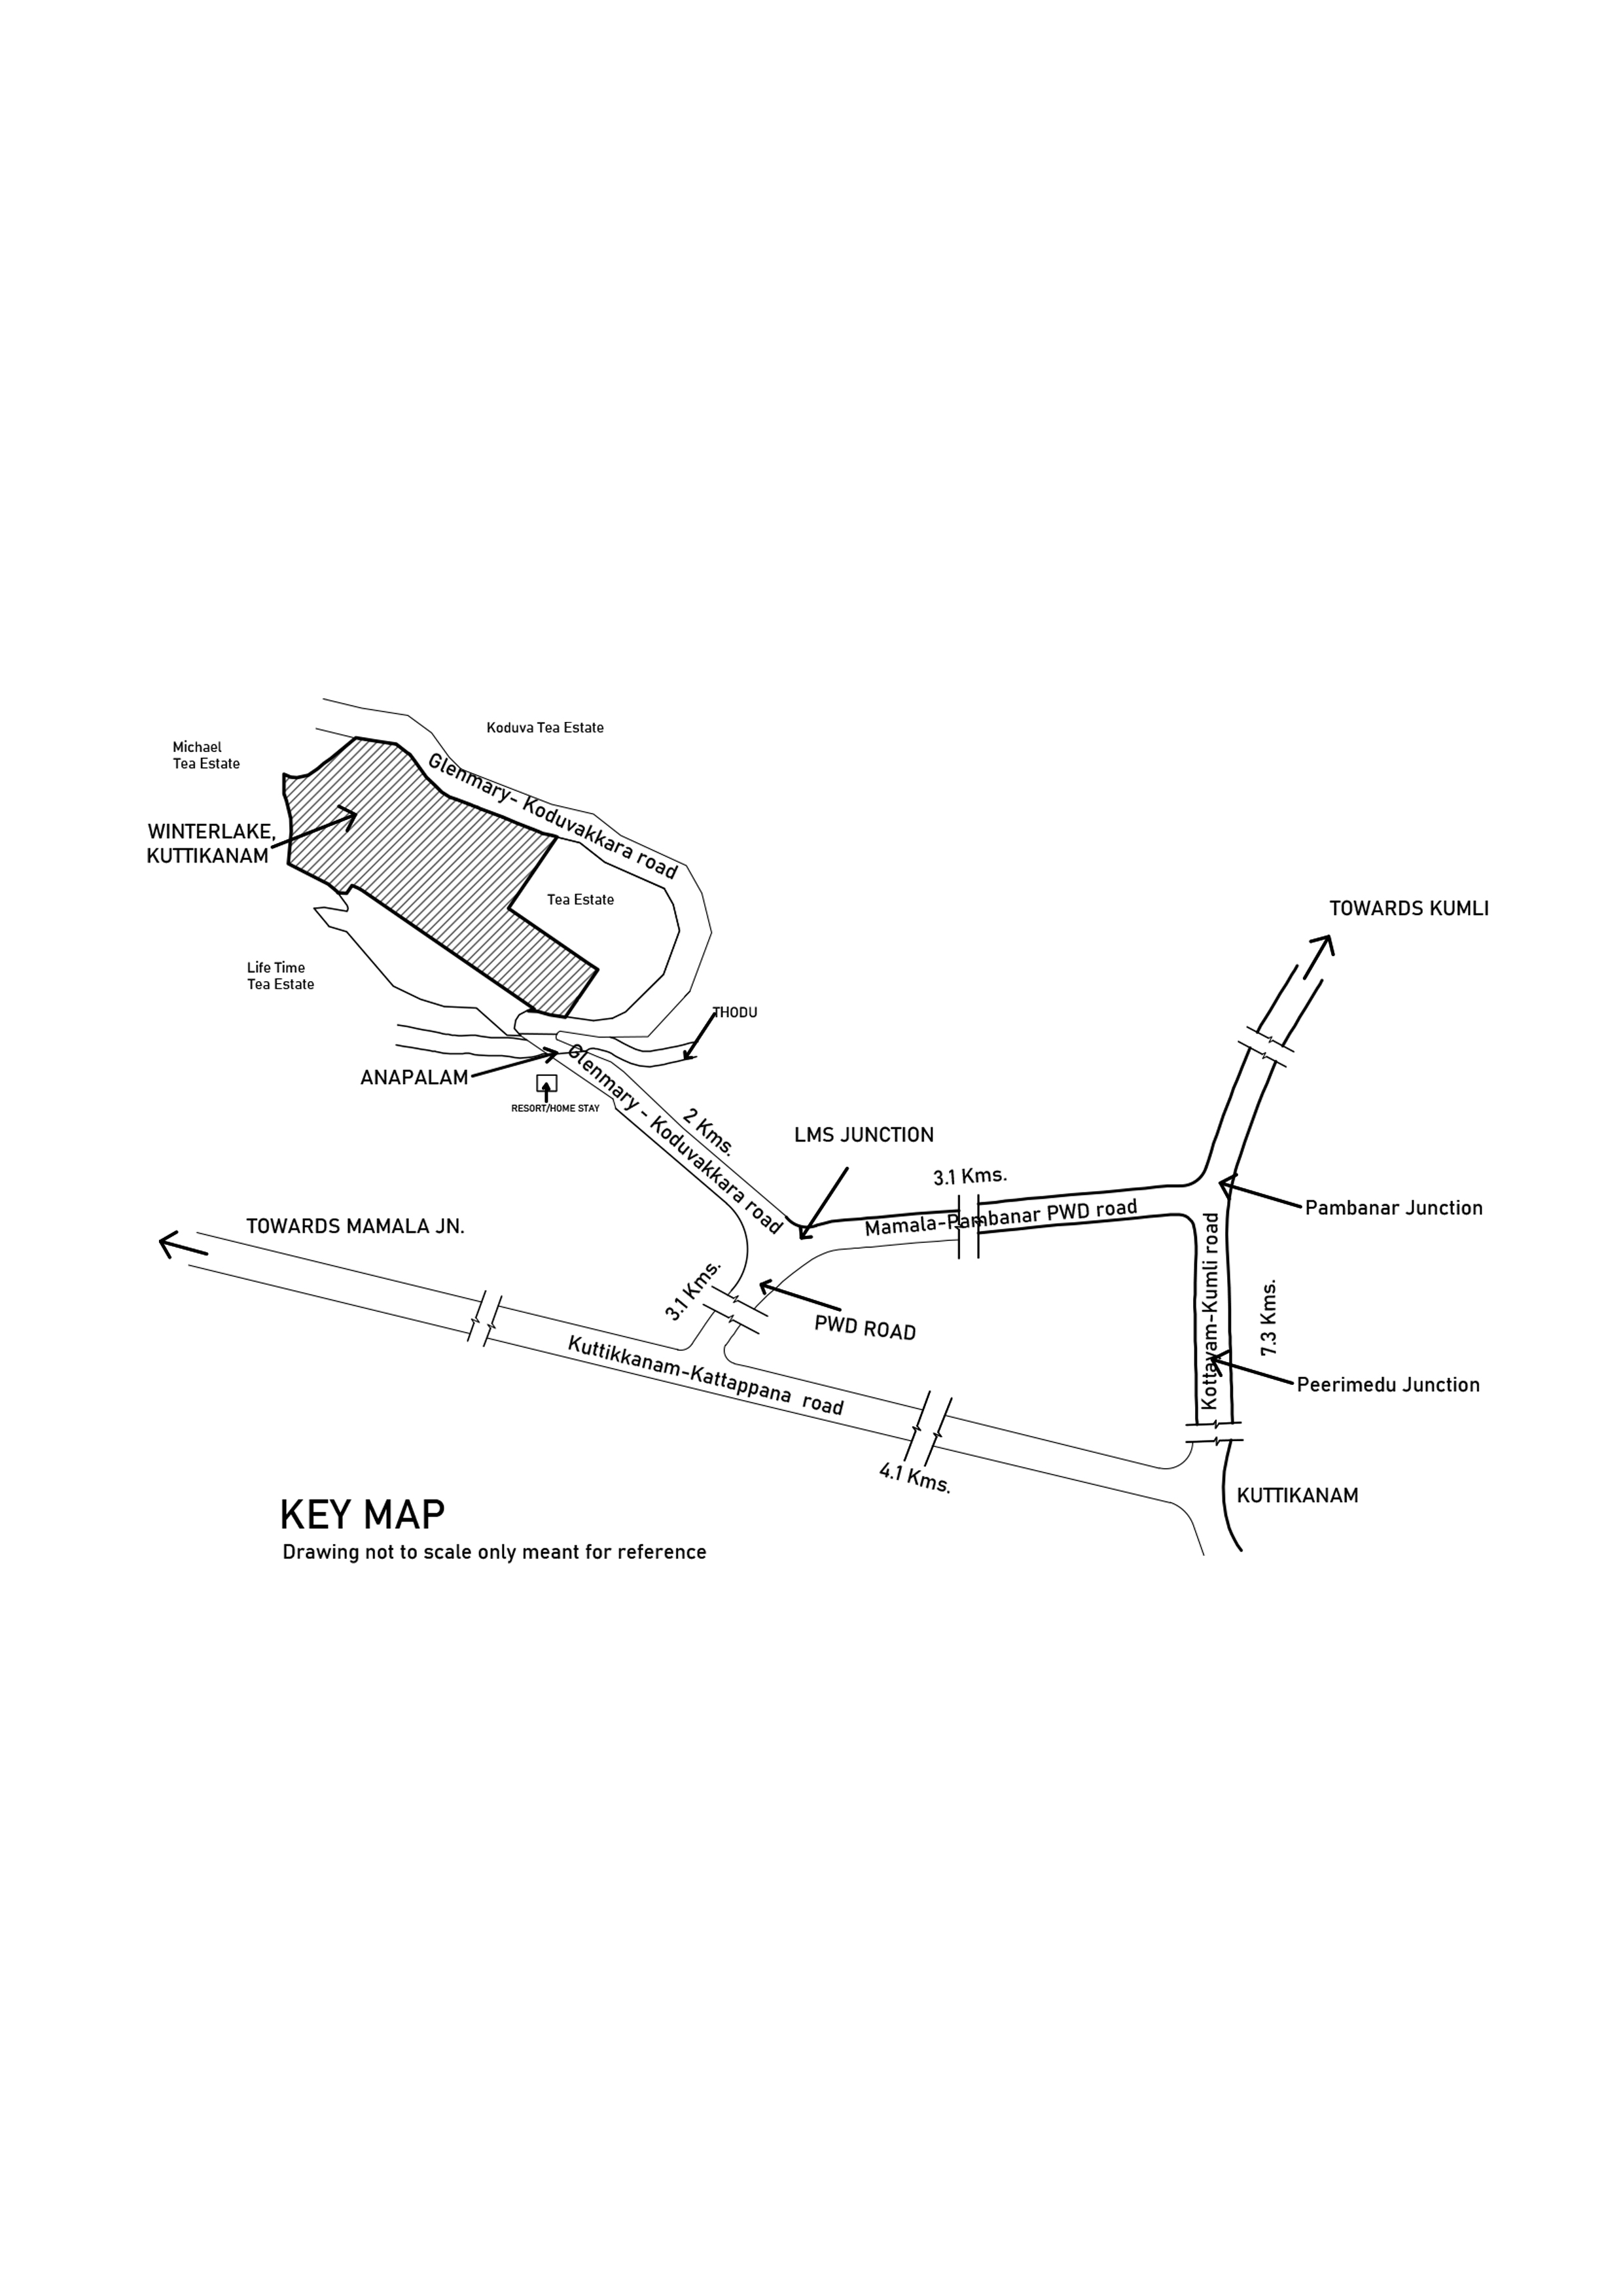 Koduva Tea Estate
Michael
Tea Estate
Glenmary- Koduvakkara road
WINTERLAKE,
KUTTIKANAM
Tea Estate
TOWARDS KUMLI
Life Time
Tea Estate
THODU
Glenmary - Koduvakkara road
ANAPALAM
RESORT/HOME STAY
2 Kms.
LMS JUNCTION
3.1 Kms.
Mamala-Pambanar PWD road
Pambanar Junction
TOWARDS MAMALA JN.
3.1 Kms.
PWD ROAD
Kottayam-Kumli road
7.3 Kms.
Kuttikkanam-Kattappana road
Peerimedu Junction
4.1 Kms.
KUTTIKANAM
KEY MAP
Drawing not to scale only meant for reference